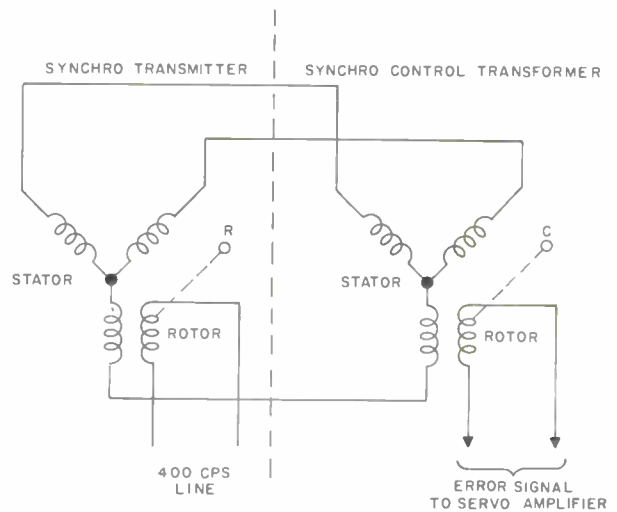 SYNCHRO TRANSMITTER
SYNCHRO CONTROL TRANSFORMER
R
C
STATOR
STATOR
ROTOR
ROTOR
400 CPS
LINE
ERROR SIGNAL
TO SERVO AMPLIFIER